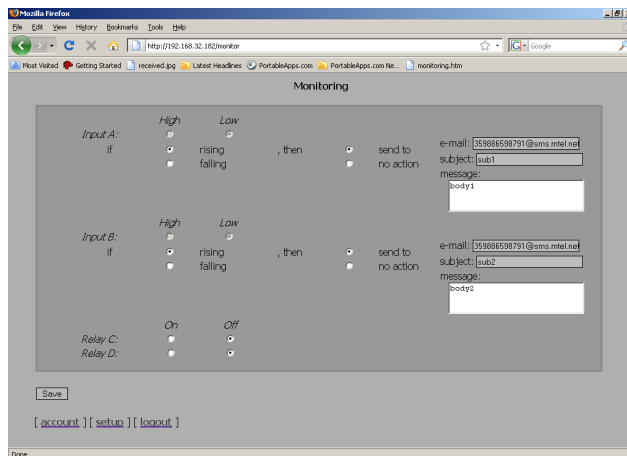 Mozilla Firefox
File Edit View History Bookmarks Tools Help
http://192.168.32.182/monitor
Google
Most Visited Getting Started received.jpg Latest Headlines PortableApps.com PortableApps.com Ne... monitoring.htm
Monitoring
High Low
Input A:
if rising , then send to
falling no action
e-mail: 359886598791@sms.mtel.net
subject: sub1
message:
body1
High Low
Input B:
if rising , then send to
falling no action
e-mail: 359886598791@sms.mtel.net
subject: sub2
message:
body2
On Off
Relay C:
Relay D:
Save
[ account ] [ setup ] [ logout ]
Done